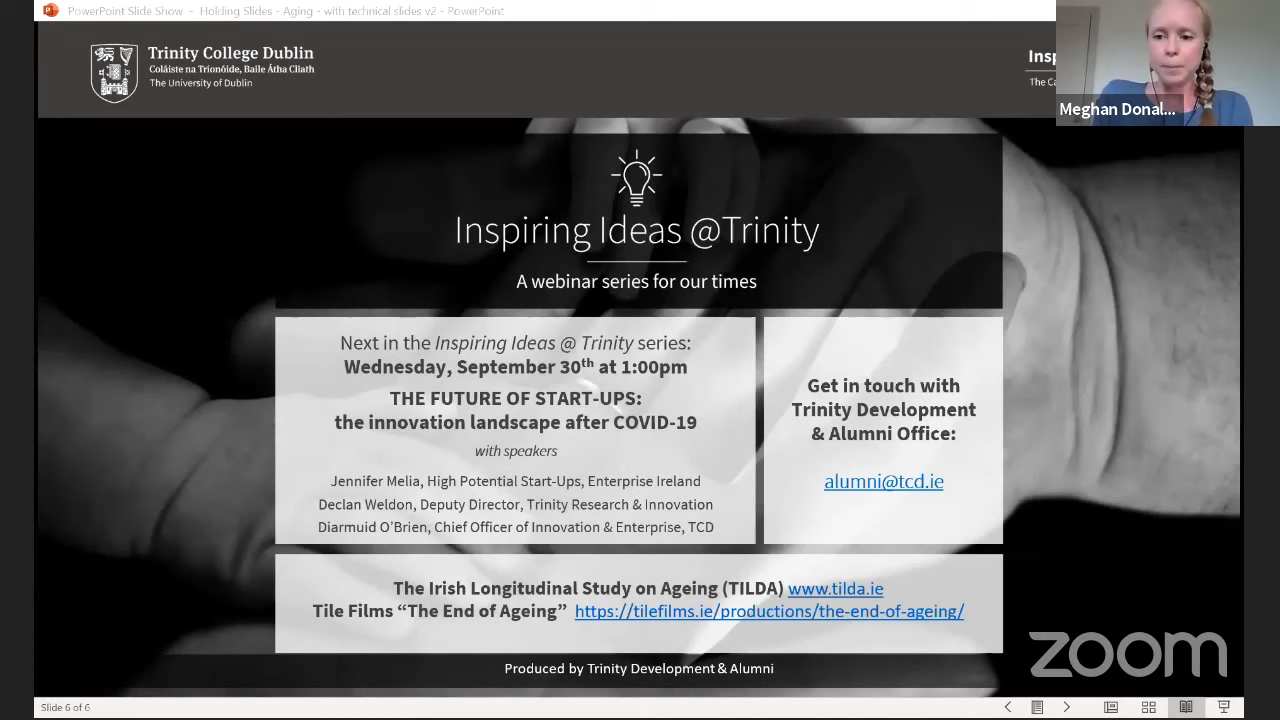 PowerPoint Slide Show - Holding Slides - Aging - with technical slides v2 - PowerPoint
Trinity College Dublin
Coláiste na Tríonóide, Baile Átha Cliath
The University of Dublin
Insp
The Ca
Meghan Donal...
Inspiring Ideas @Trinity
A webinar series for our times
Next in the Inspiring Ideas @ Trinity series:
Wednesday, September 30th at 1:00pm
THE FUTURE OF START-UPS:
the innovation landscape after COVID-19
with speakers
Jennifer Melia, High Potential Start-Ups, Enterprise Ireland
Declan Weldon, Deputy Director, Trinity Research & Innovation
Diarmuid O'Brien, Chief Officer of Innovation & Enterprise, TCD
Get in touch with
Trinity Development
& Alumni Office:
alumni@tcd.ie
The Irish Longitudinal Study on Ageing (TILDA) www.tilda.ie
Tile Films “The End of Ageing” https://tilefilms.ie/productions/the-end-of-ageing/
Produced by Trinity Development & Alumni
zoom
Slide 6 of 6